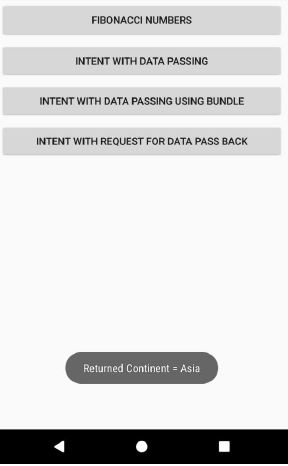 FIBONACCI NUMBERS
INTENT WITH DATA PASSING
INTENT WITH DATA PASSING USING BUNDLE
INTENT WITH REQUEST FOR DATA PASS BACK
Returned Continent = Asia